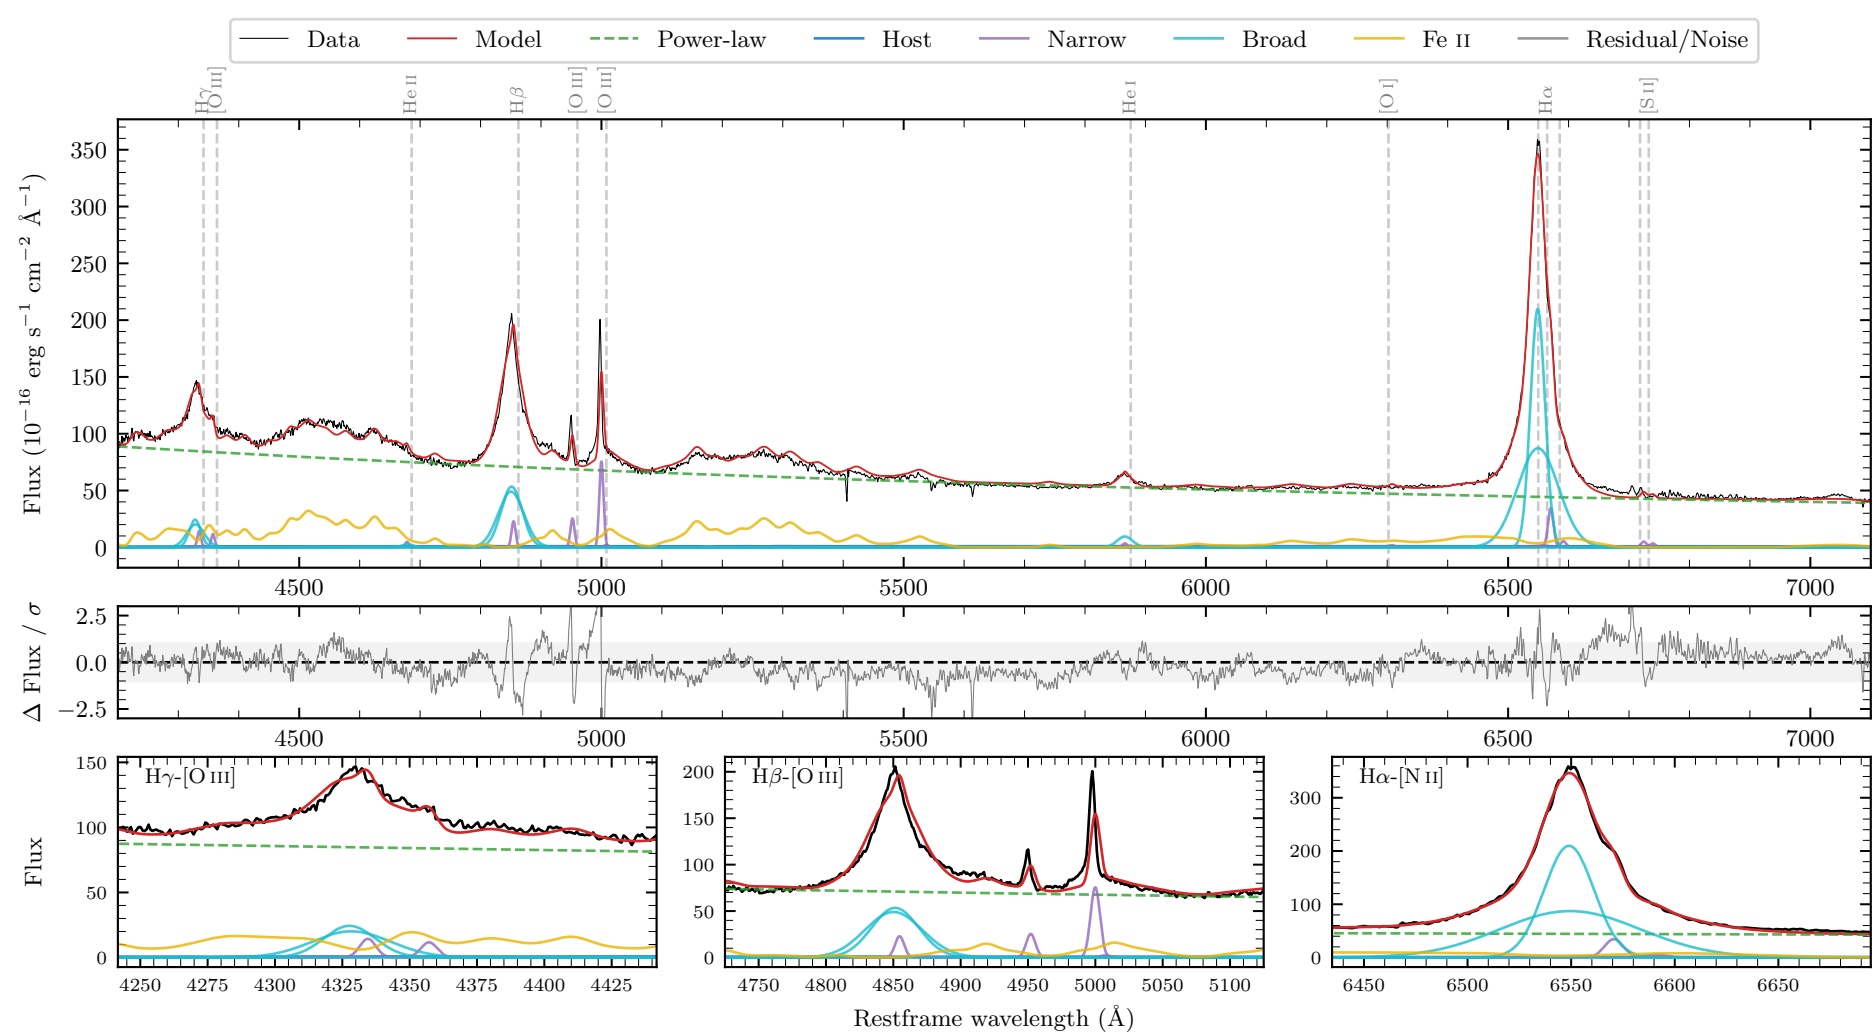 Data Model Power-law Host Narrow Broad Fe II Residual/Noise
Hγ [O III] He II Hβ [O III] [O III] He I [O I] Hα [S II]
Flux (10⁻¹⁶ erg s⁻¹ cm⁻² Å⁻¹)
350
300
250
200
150
100
50
0
4500 5000 5500 6000 6500 7000
Δ Flux / σ
2.5
0.0
−2.5
4500 5000 5500 6000 6500 7000
Flux
Hγ-[O III]
150
100
50
0
4250 4275 4300 4325 4350 4375 4400 4425
Hβ-[O III]
200
150
100
50
0
4750 4800 4850 4900 4950 5000 5050 5100
Hα-[N II]
300
200
100
0
6450 6500 6550 6600 6650
Restframe wavelength (Å)